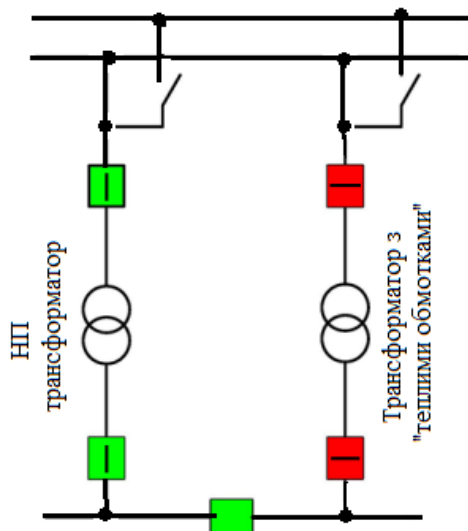 НП
трансформатор
Трансформатор з
"теплими обмотками"